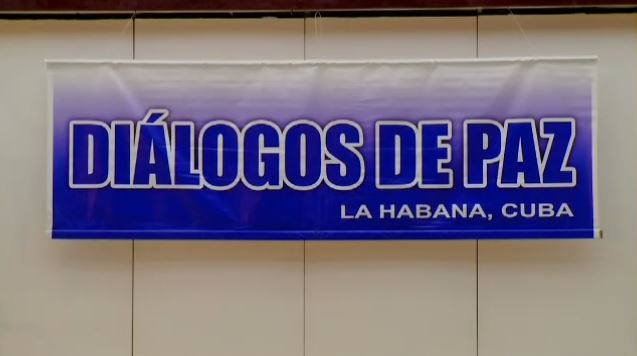 DIÁLOGOS DE PAZ
LA HABANA, CUBA